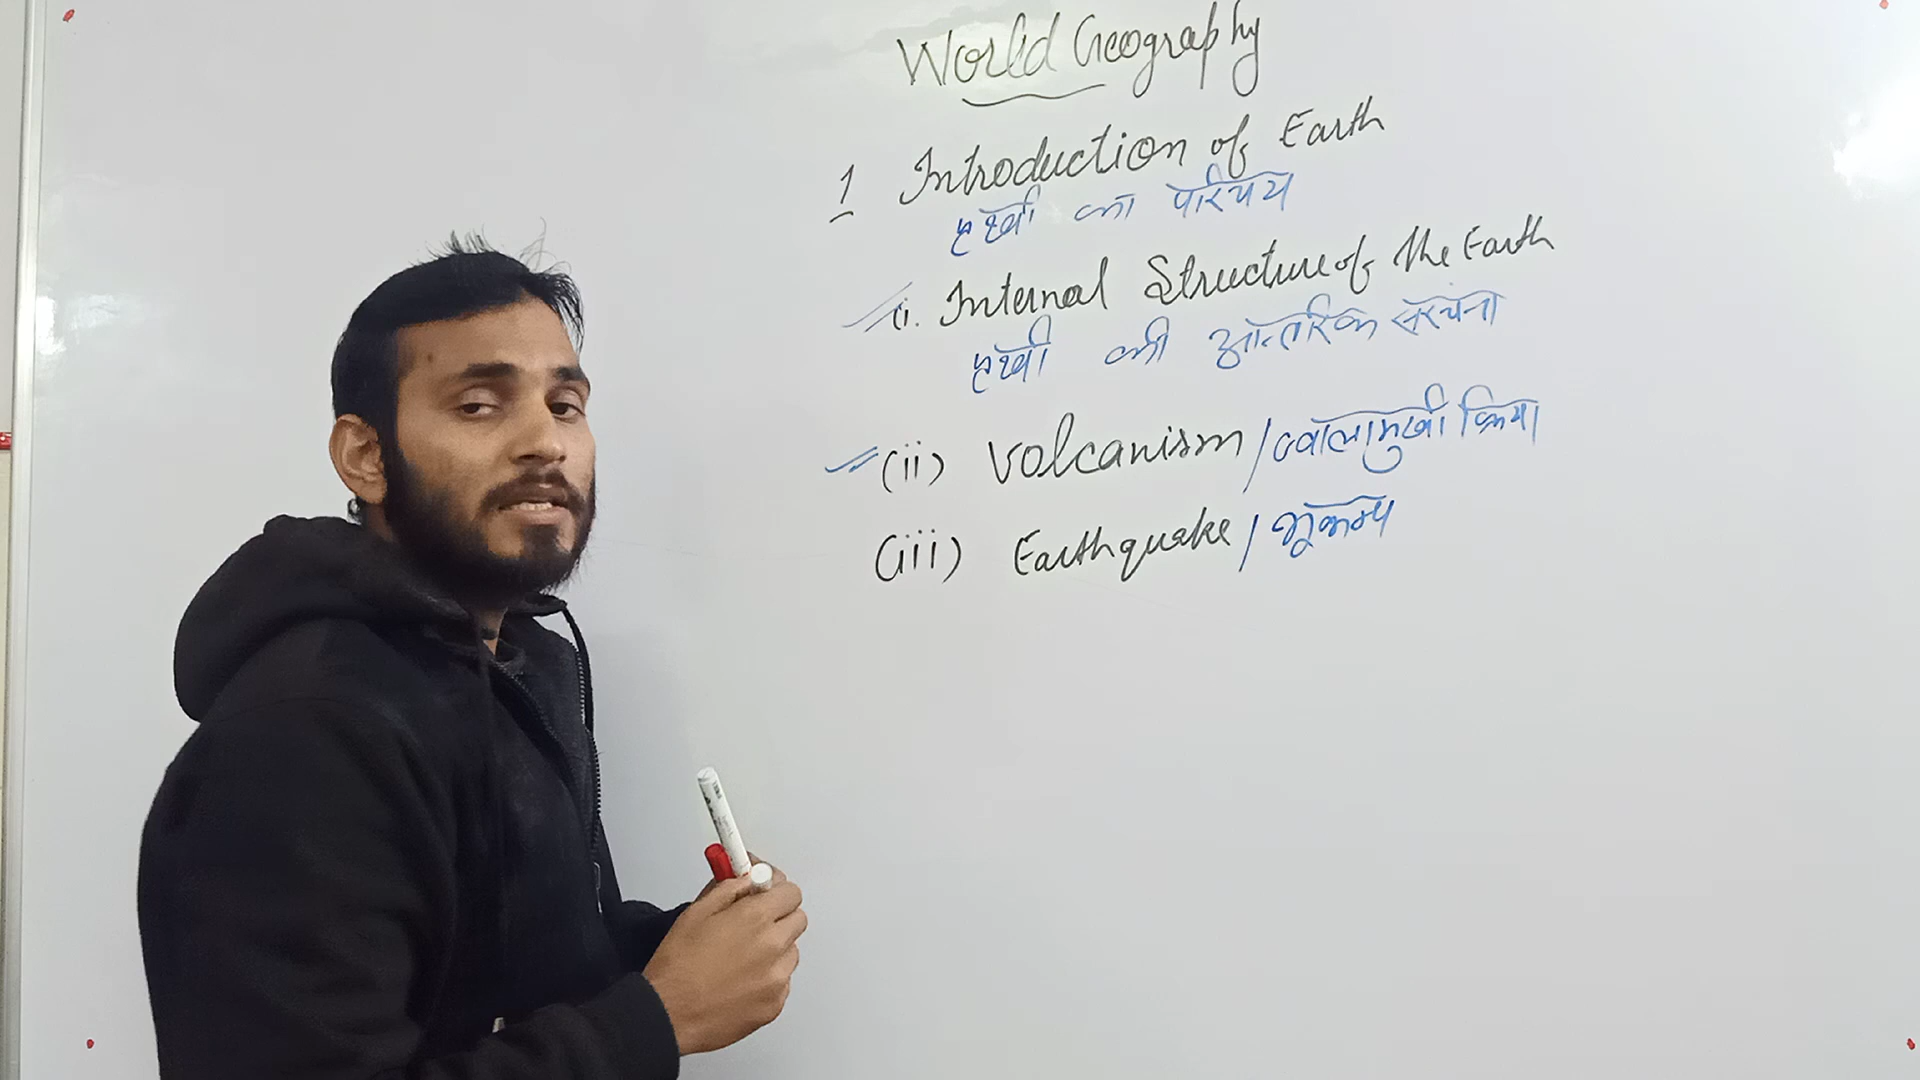 World Geography
1 Introduction of Earth
पृथ्वी का परिचय
i. Internal Structure of the Earth
पृथ्वी की आन्तरिक संरचना
(ii) Volcanism / ज्वालामुखी क्रिया
(iii) Earthquake / भूकम्प